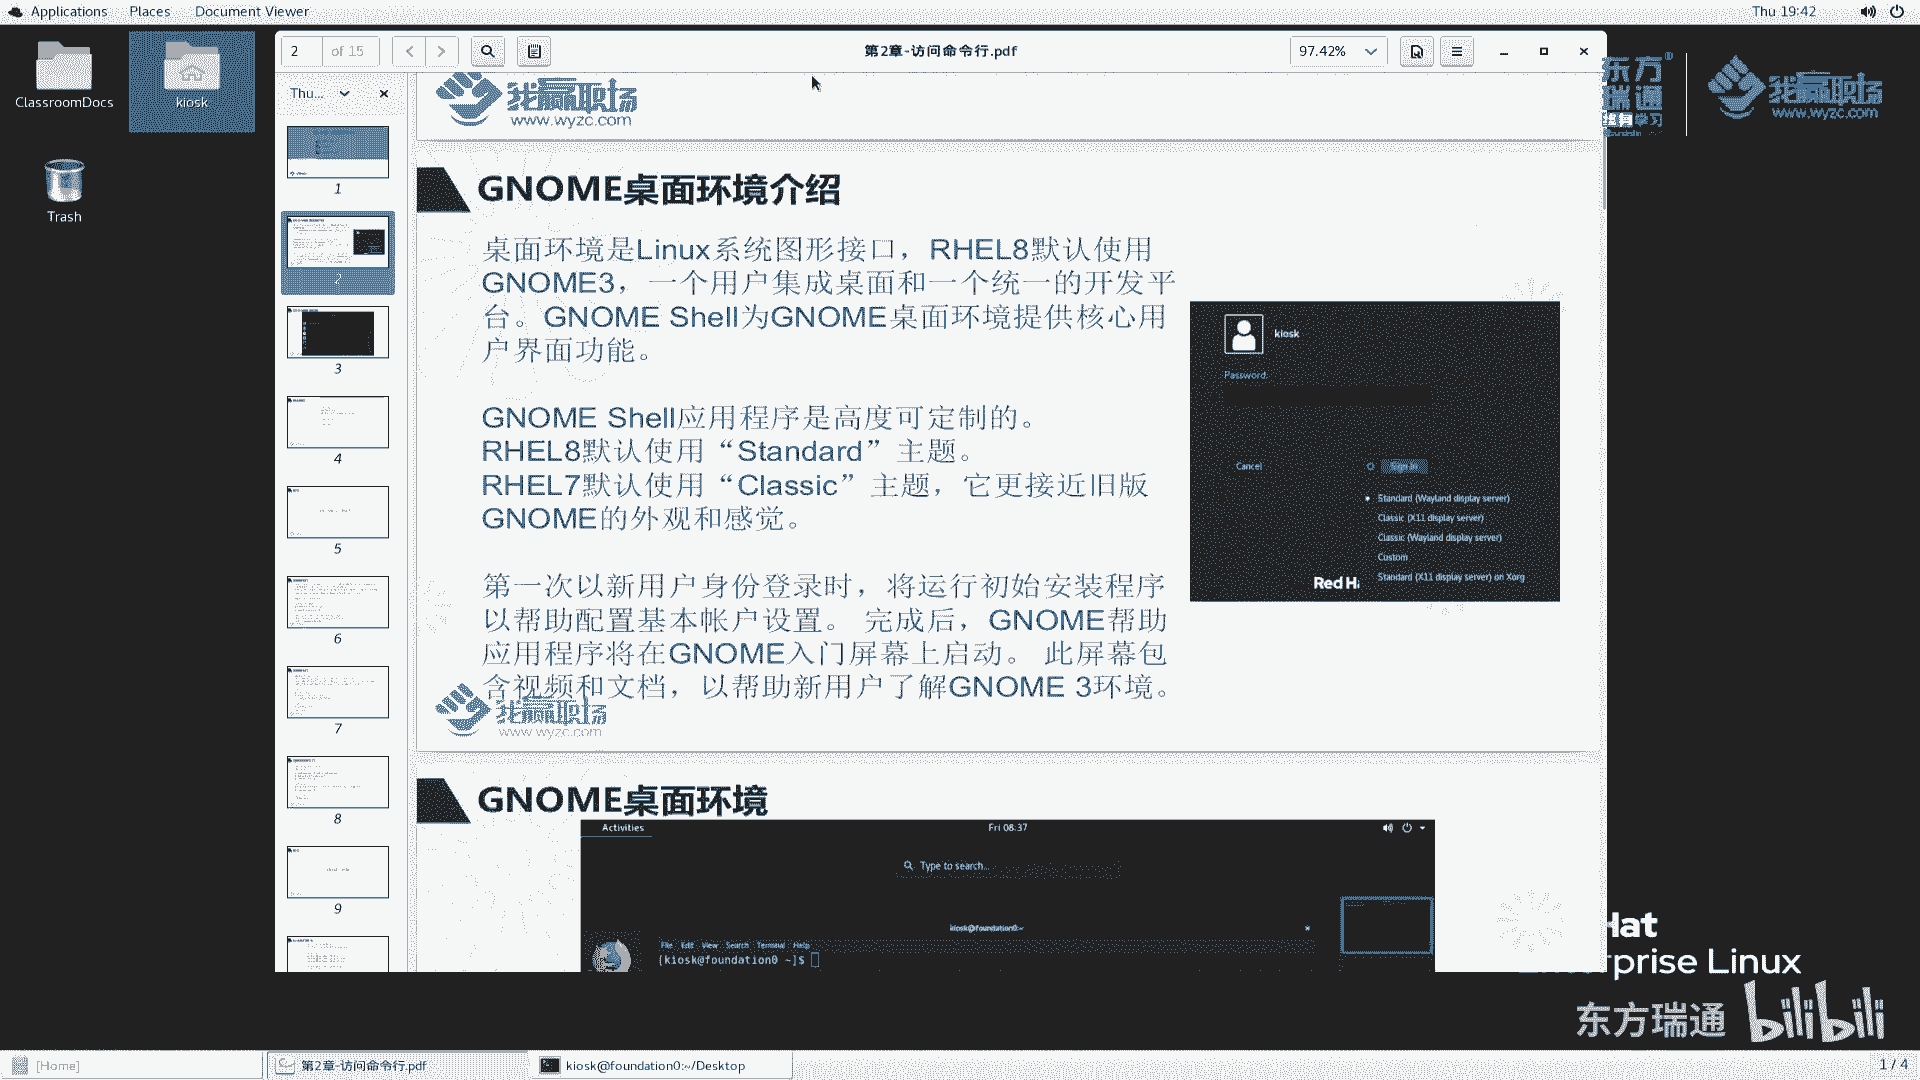 Applications Places Document Viewer Thu 19:42
ClassroomDocs
kiosk
Trash
2 of 15
第2章-访问命令行.pdf
97.42%
Thu...
1
2
3
4
5
6
7
8
9
我赢职场
www.wyzc.com
东方瑞通
培育学习
我赢职场
www.wyzc.com
GNOME桌面环境介绍
桌面环境是Linux系统图形接口，RHEL8默认使用
GNOME3，一个用户集成桌面和一个统一的开发平
台。GNOME Shell为GNOME桌面环境提供核心用
户界面功能。
GNOME Shell应用程序是高度可定制的。
RHEL8默认使用“Standard”主题。
RHEL7默认使用“Classic”主题，它更接近旧版
GNOME的外观和感觉。
第一次以新用户身份登录时，将运行初始安装程序
以帮助配置基本帐户设置。 完成后，GNOME帮助
应用程序将在GNOME入门屏幕上启动。 此屏幕包
含视频和文档，以帮助新用户了解GNOME 3环境。
kiosk
Password:
Cancel
Sign In
Standard (Wayland display server)
Classic (X11 display server)
Classic (Wayland display server)
Custom
Standard (X11 display server) on Xorg
Red H
我赢职场
www.wyzc.com
GNOME桌面环境
Activities
Fri 08:37
Type to search...
kiosk@foundation0:~
File Edit View Search Terminal Help
[kiosk@foundation0 ~]$
Hat
Enterprise Linux
东方瑞通 bilibili
[Home]
第2章-访问命令行.pdf
kiosk@foundation0:~/Desktop
1 / 4